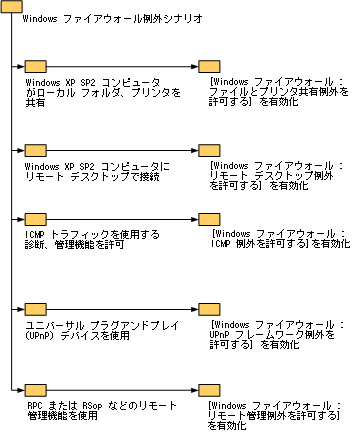 Windows ファイアウォール例外シナリオ
Windows XP SP2 コンピュータ
がローカル フォルダ、プリンタを
共有
[Windows ファイアウォール :
ファイルとプリンタ共有例外を
許可する] を有効化
Windows XP SP2 コンピュータに
リモート デスクトップで接続
[Windows ファイアウォール :
リモート デスクトップ例外
を許可する] を有効化
ICMP トラフィックを使用する
診断、管理機能を許可
[Windows ファイアウォール :
ICMP 例外を許可する] を有効化
ユニバーサル プラグアンドプレイ
(UPnP) デバイスを使用
[Windows ファイアウォール :
UPnP フレームワーク例外を
許可する] を有効化
RPC または RSoP などのリモート
管理機能を使用
[Windows ファイアウォール :
リモート管理例外を許可する]
を有効化